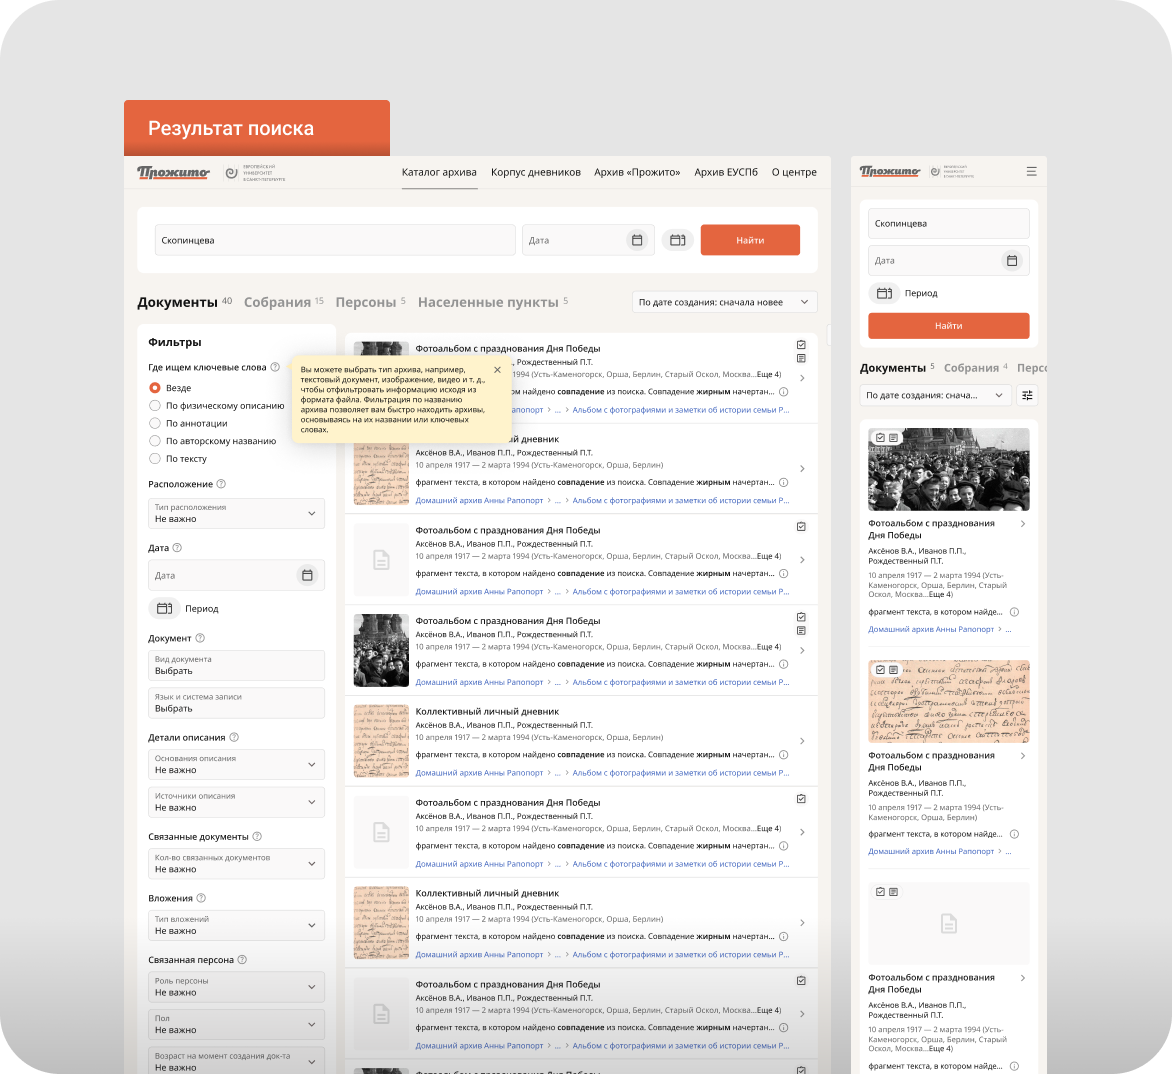 Результат поиска
Прожито
ЕВРОПЕЙСКИЙ
УНИВЕРСИТЕТ
В САНКТ-ПЕТЕРБУРГЕ
Каталог архива
Корпус дневников
Архив «Прожито»
Архив ЕУСПб
О центре
Скопинцева
Дата
Найти
Документы 40
Собрания 15
Персоны 5
Населенные пункты 5
По дате создания: сначала новее
Фильтры
Где ищем ключевые слова
Везде
По физическому описанию
По аннотации
По авторскому названию
По тексту
Расположение
Тип расположения
Не важно
Дата
Дата
Период
Документ
Вид документа
Выбрать
Язык и система записи
Выбрать
Детали описания
Основания описания
Не важно
Источники описания
Не важно
Связанные документы
Кол-во связанных документов
Не важно
Вложения
Тип вложений
Не важно
Связанная персона
Роль персоны
Не важно
Пол
Не важно
Возраст на момент создания док-та
Не важно
Вы можете выбрать тип архива, например,
текстовый документ, изображение, видео и т. д.,
чтобы отфильтровать информацию исходя из
формата файла. Фильтрация по названию
архива позволяет вам быстро находить архивы,
основываясь на их названии или ключевых
словах.
Фотоальбом с празднования Дня Победы
П.П., Рождественский П.Т.
1994 (Усть-Каменогорск, Орша, Берлин, Старый Оскол, Москва...Еще 4)
найдено совпадение из поиска. Совпадение жирным начертан...
Рапопорт > ... > Альбом с фотографиями и заметки об истории семьи Р...
дневник
Аксёнов В.А., Иванов П.П., Рождественский П.Т.
10 апреля 1917 — 2 марта 1994 (Усть-Каменогорск, Орша, Берлин)
фрагмент текста, в котором найдено совпадение из поиска. Совпадение жирным начертан...
Домашний архив Анны Рапопорт > ... > Альбом с фотографиями и заметки об истории семьи Р...
Фотоальбом с празднования Дня Победы
Аксёнов В.А., Иванов П.П., Рождественский П.Т.
10 апреля 1917 — 2 марта 1994 (Усть-Каменогорск, Орша, Берлин, Старый Оскол, Москва...Еще 4)
фрагмент текста, в котором найдено совпадение из поиска. Совпадение жирным начертан...
Домашний архив Анны Рапопорт > ... > Альбом с фотографиями и заметки об истории семьи Р...
Фотоальбом с празднования Дня Победы
Аксёнов В.А., Иванов П.П., Рождественский П.Т.
10 апреля 1917 — 2 марта 1994 (Усть-Каменогорск, Орша, Берлин, Старый Оскол, Москва...Еще 4)
фрагмент текста, в котором найдено совпадение из поиска. Совпадение жирным начертан...
Домашний архив Анны Рапопорт > ... > Альбом с фотографиями и заметки об истории семьи Р...
Коллективный личный дневник
Аксёнов В.А., Иванов П.П., Рождественский П.Т.
10 апреля 1917 — 2 марта 1994 (Усть-Каменогорск, Орша, Берлин)
фрагмент текста, в котором найдено совпадение из поиска. Совпадение жирным начертан...
Домашний архив Анны Рапопорт > ... > Альбом с фотографиями и заметки об истории семьи Р...
Фотоальбом с празднования Дня Победы
Аксёнов В.А., Иванов П.П., Рождественский П.Т.
10 апреля 1917 — 2 марта 1994 (Усть-Каменогорск, Орша, Берлин, Старый Оскол, Москва...Еще 4)
фрагмент текста, в котором найдено совпадение из поиска. Совпадение жирным начертан...
Домашний архив Анны Рапопорт > ... > Альбом с фотографиями и заметки об истории семьи Р...
Коллективный личный дневник
Аксёнов В.А., Иванов П.П., Рождественский П.Т.
10 апреля 1917 — 2 марта 1994 (Усть-Каменогорск, Орша, Берлин)
фрагмент текста, в котором найдено совпадение из поиска. Совпадение жирным начертан...
Домашний архив Анны Рапопорт > ... > Альбом с фотографиями и заметки об истории семьи Р...
Фотоальбом с празднования Дня Победы
Аксёнов В.А., Иванов П.П., Рождественский П.Т.
10 апреля 1917 — 2 марта 1994 (Усть-Каменогорск, Орша, Берлин, Старый Оскол, Москва...Еще 4)
фрагмент текста, в котором найдено совпадение из поиска. Совпадение жирным начертан...
Домашний архив Анны Рапопорт > ... > Альбом с фотографиями и заметки об истории семьи Р...
Фотоальбом с празднования Дня Победы
Прожито
Скопинцева
Дата
Период
Найти
Документы 5
Собрания 4
Персо
По дате создания: снача...
Фотоальбом с празднования
Дня Победы
Аксёнов В.А., Иванов П.П.,
Рождественский П.Т.
10 апреля 1917 — 2 марта 1994 (Усть-
Каменогорск, Орша, Берлин, Старый
Оскол, Москва...Еще 4)
фрагмент текста, в котором найде...
Домашний архив Анны Рапопорт > ...
Фотоальбом с празднования
Дня Победы
Аксёнов В.А., Иванов П.П.,
Рождественский П.Т.
10 апреля 1917 — 2 марта 1994 (Усть-
Каменогорск, Орша, Берлин)
фрагмент текста, в котором найде...
Домашний архив Анны Рапопорт > ...
Фотоальбом с празднования
Дня Победы
Аксёнов В.А., Иванов П.П.,
Рождественский П.Т.
10 апреля 1917 — 2 марта 1994 (Усть-
Каменогорск, Орша, Берлин, Старый
Оскол, Москва...Еще 4)
фрагмент текста, в котором найде...